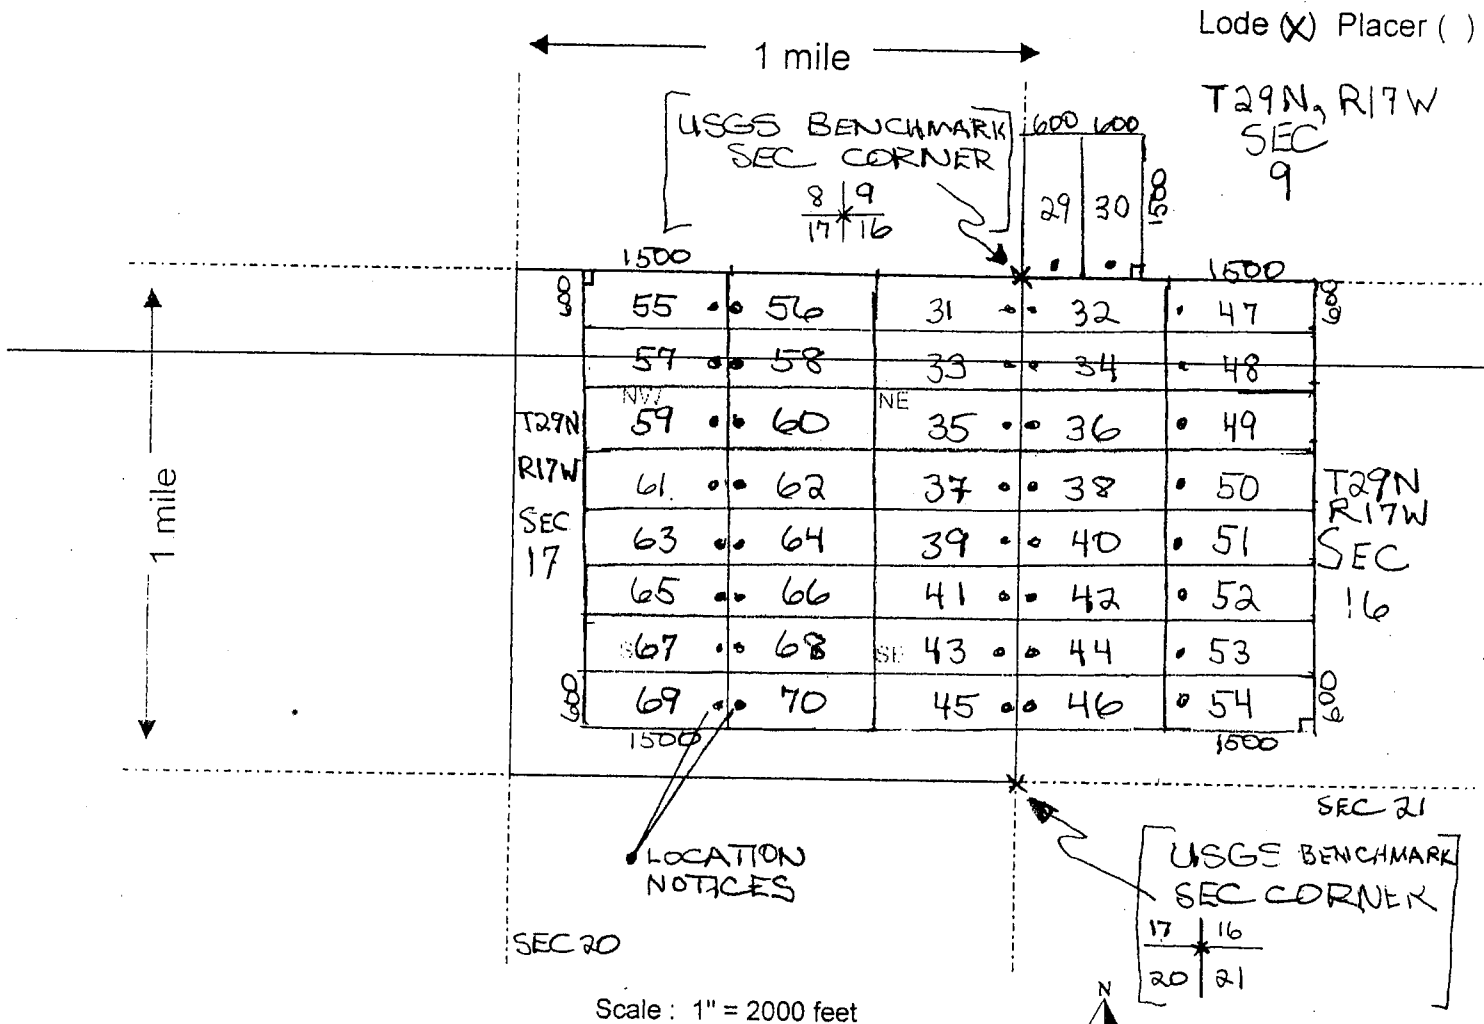 Lode (X) Placer ( )
1 mile
T29N, R17W
SEC
9
USGS BENCHMARK
SEC CORNER
8 9
17 16
600 600
29 30
1500
1500
1500
600
55 56 31 32 47
600
57 58 33 34 48
NW
NE
59 60 35 36 49
T29N
R17W
SEC
17
1 mile
61 62 37 38 50
63 64 39 40 51
65 66 41 42 52
67 68 SE 43 44 53
600
69 70 45 46 54
600
1500
1500
T29N
R17W
SEC
16
SEC 21
LOCATION
NOTICES
USGS BENCHMARK
SEC CORNER
17 16
20 21
SEC 20
N
Scale : 1" = 2000 feet